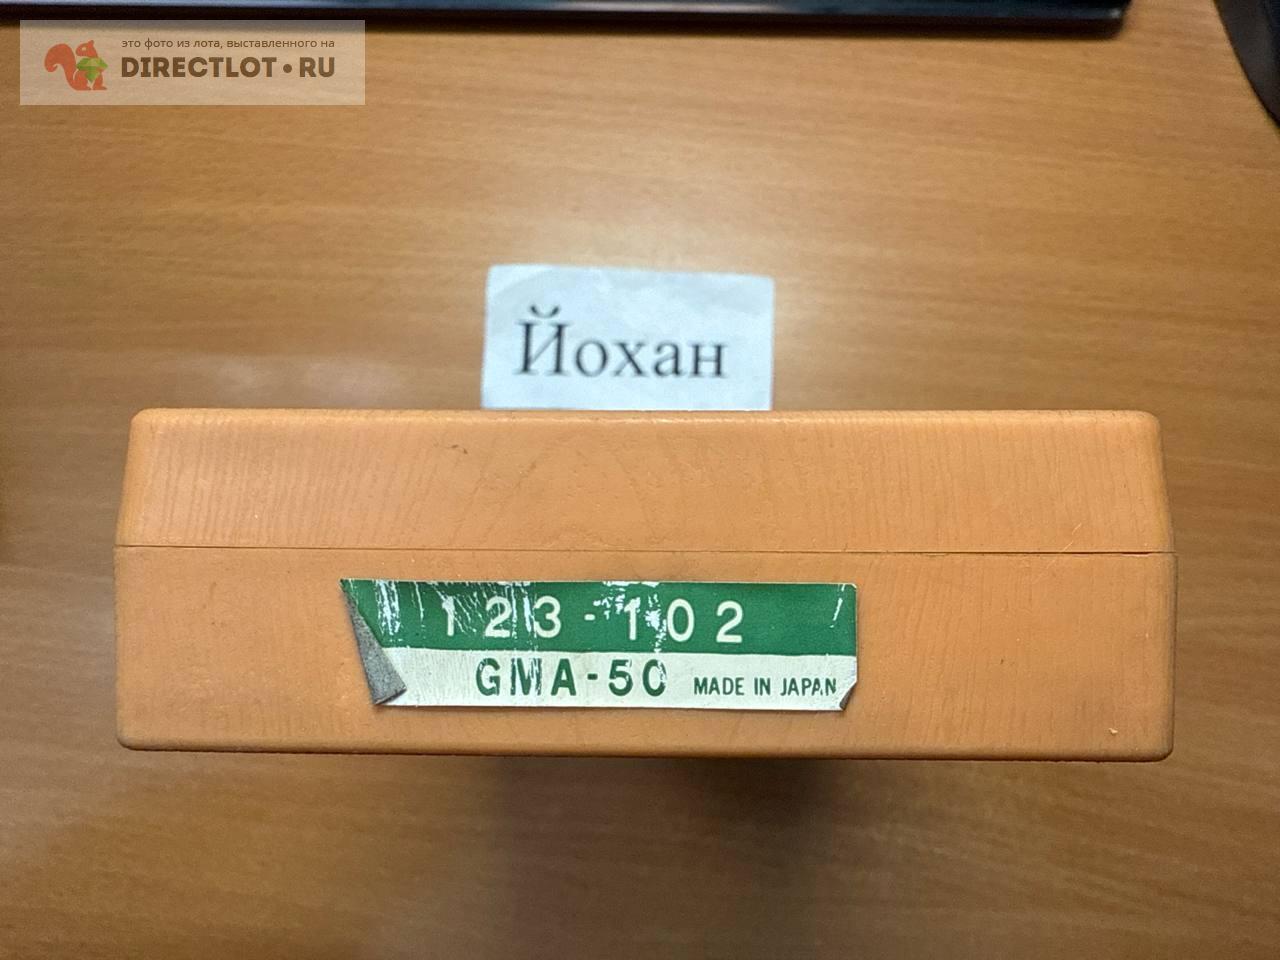 это фото из лота, выставленного на
DIRECTLOT•RU
Йохан
123-102
GMA-50 MADE IN JAPAN